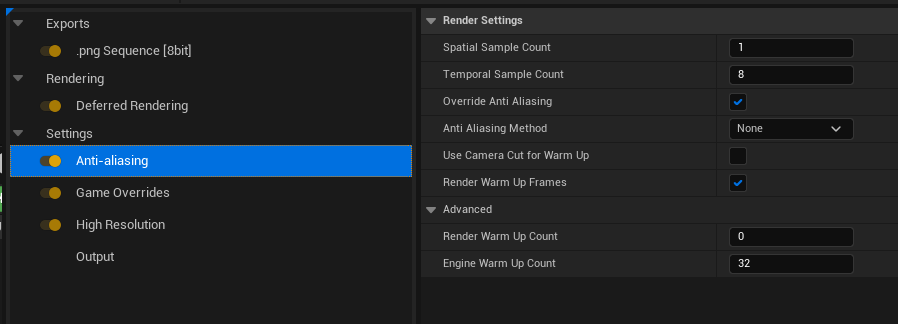 Exports
.png Sequence [8bit]
Rendering
Deferred Rendering
Settings
Anti-aliasing
Game Overrides
High Resolution
Output
Render Settings
Spatial Sample Count 1
Temporal Sample Count 8
Override Anti Aliasing
Anti Aliasing Method None
Use Camera Cut for Warm Up
Render Warm Up Frames
Advanced
Render Warm Up Count 0
Engine Warm Up Count 32